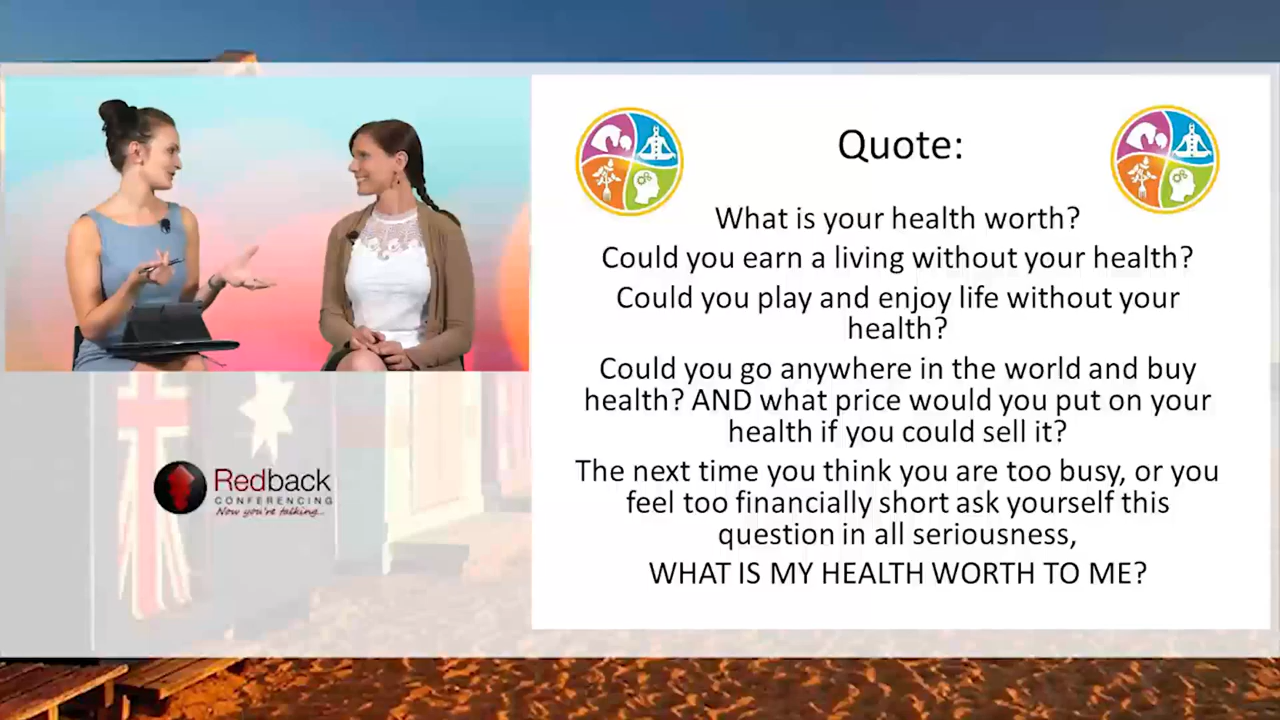 Quote:
What is your health worth?
Could you earn a living without your health?
Could you play and enjoy life without your
health?
Could you go anywhere in the world and buy
health? AND what price would you put on your
health if you could sell it?
The next time you think you are too busy, or you
feel too financially short ask yourself this
question in all seriousness,
WHAT IS MY HEALTH WORTH TO ME?
Redback
CONFERENCING
Now you're talking...